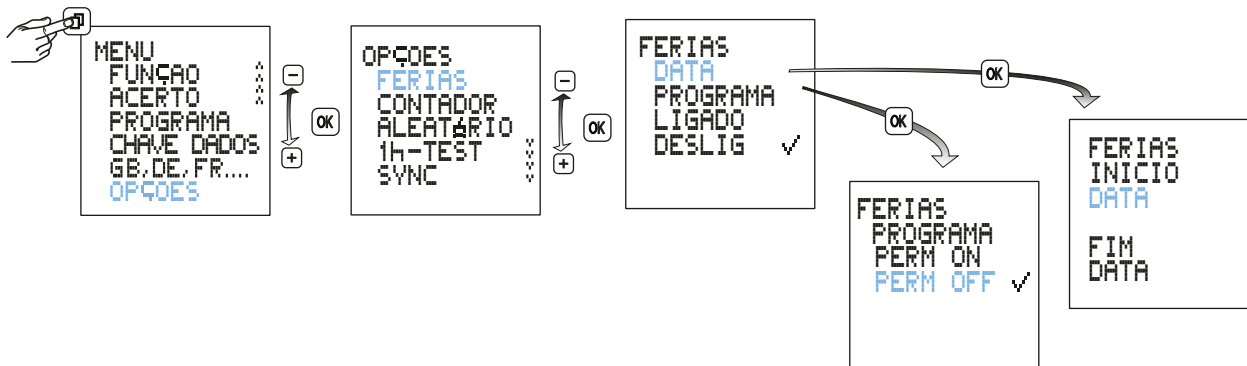 MENU
FUNÇAO
ACERTO
PROGRAMA
CHAVE DADOS
GB,DE,FR....
OPÇOES
−
OK
+
OPÇOES
FERIAS
CONTADOR
ALEATóRIO
1h-TEST
SYNC
−
OK
+
FERIAS
DATA
PROGRAMA
LIGADO
DESLIG ✓
OK
OK
FERIAS
PROGRAMA
PERM ON
PERM OFF ✓
FERIAS
INICIO
DATA
FIM
DATA